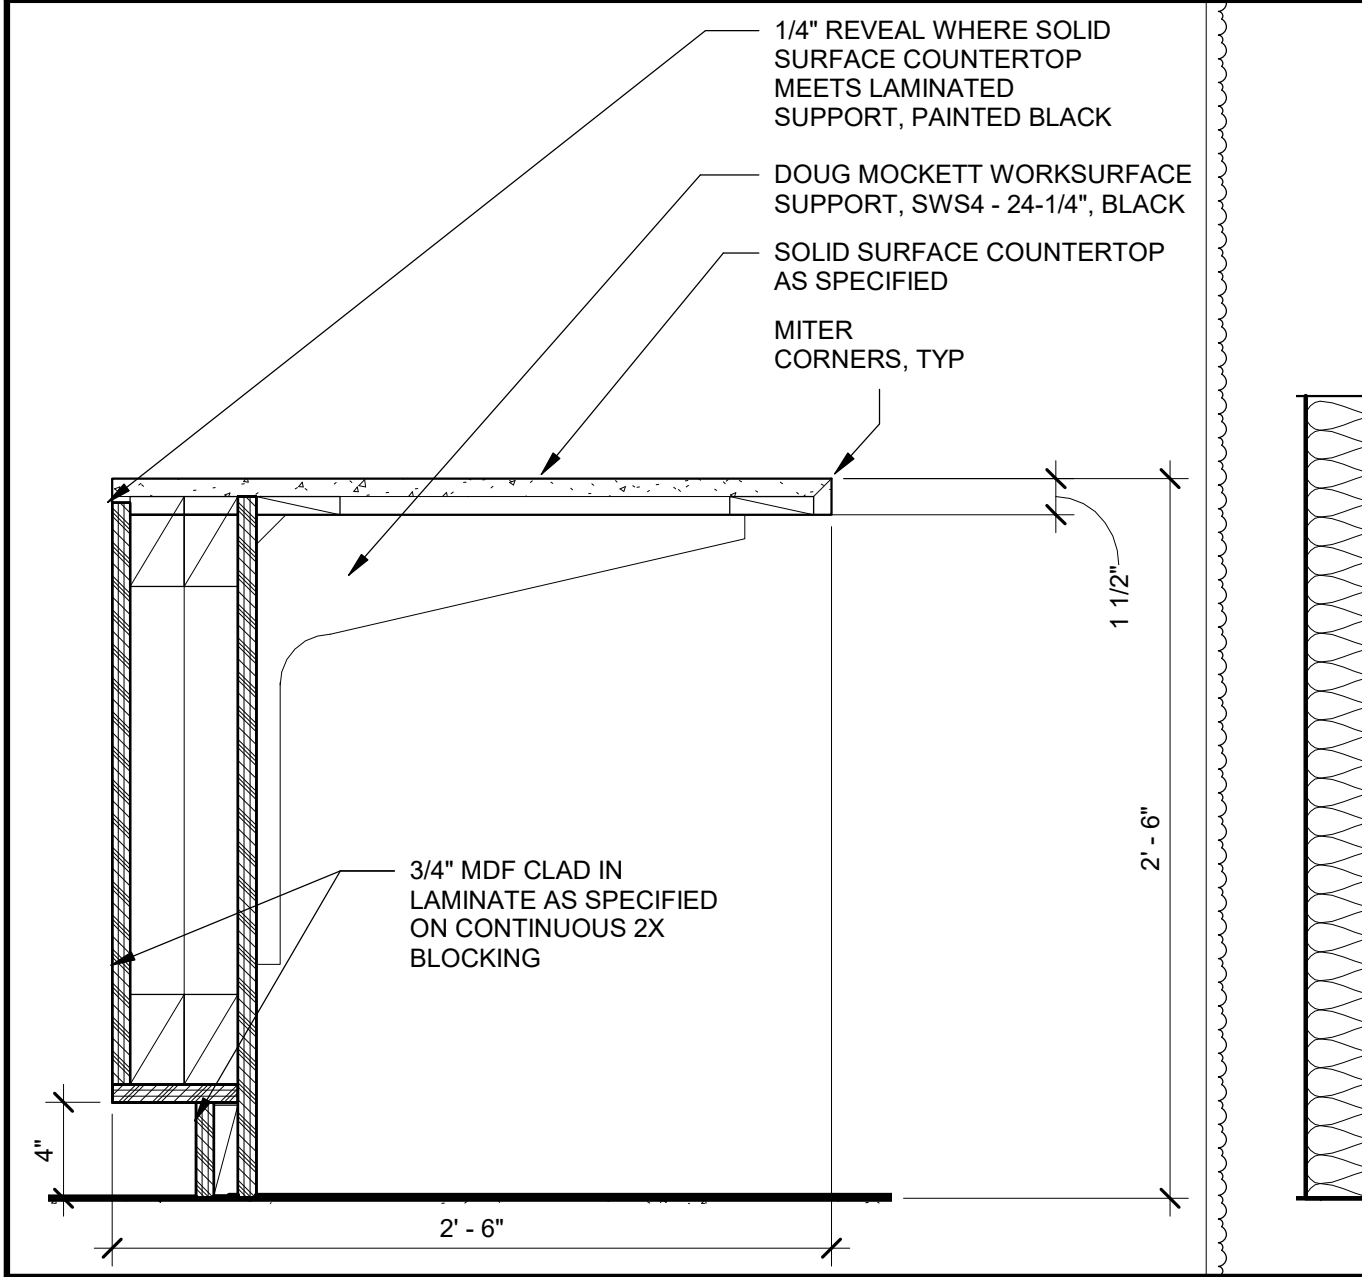 1/4" REVEAL WHERE SOLID
SURFACE COUNTERTOP
MEETS LAMINATED
SUPPORT, PAINTED BLACK
DOUG MOCKETT WORKSURFACE
SUPPORT, SWS4 - 24-1/4", BLACK
SOLID SURFACE COUNTERTOP
AS SPECIFIED
MITER
CORNERS, TYP
1 1/2"
2' - 6"
3/4" MDF CLAD IN
LAMINATE AS SPECIFIED
ON CONTINUOUS 2X
BLOCKING
4"
2' - 6"